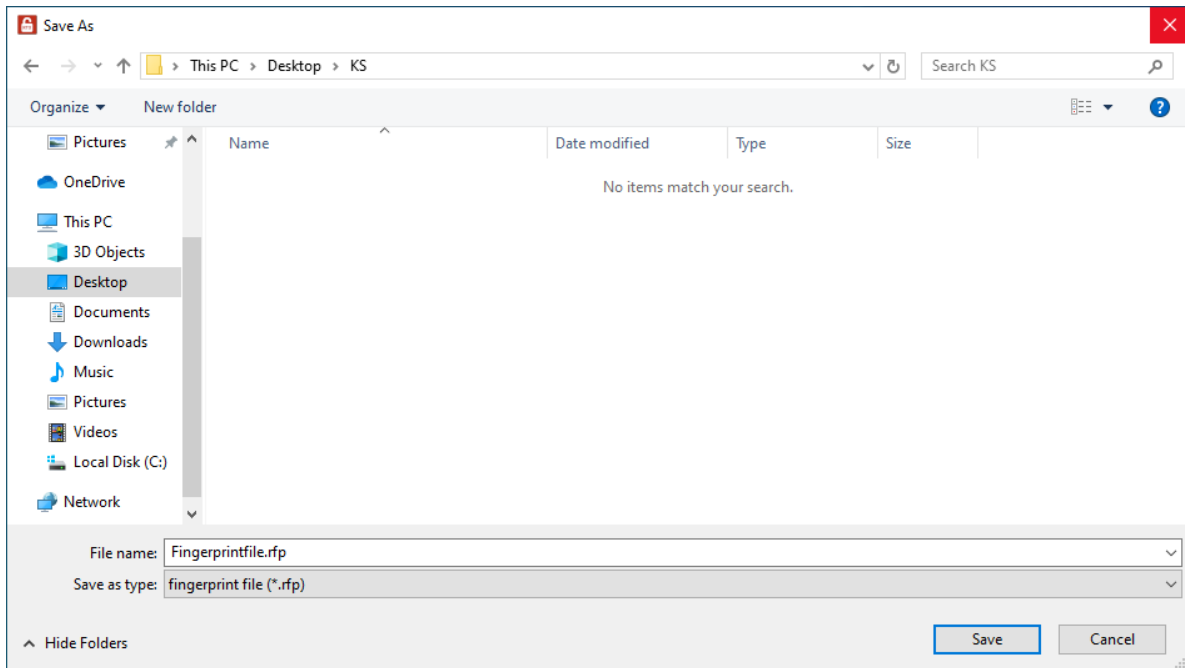 Save As
This PC > Desktop > KS
Search KS
Organize
New folder
Pictures
OneDrive
This PC
3D Objects
Desktop
Documents
Downloads
Music
Pictures
Videos
Local Disk (C:)
Network
Name
Date modified
Type
Size
No items match your search.
File name: Fingerprintfile.rfp
Save as type: fingerprint file (*.rfp)
Hide Folders
Save
Cancel